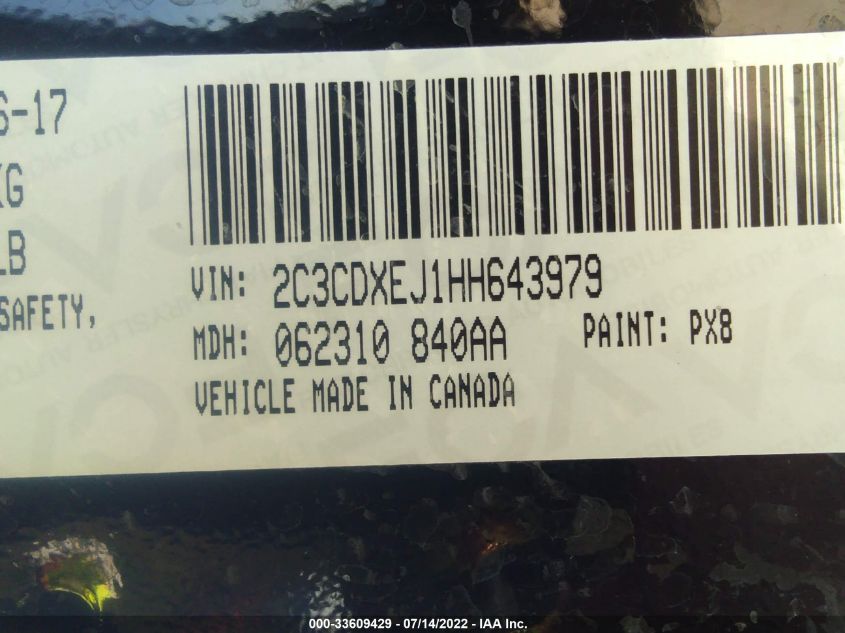 6-17
KG
LB
SAFETY,
VIN: 2C3CDXEJ1HH643979
MDH: 062310 840AA PAINT: PX8
VEHICLE MADE IN CANADA
000-33609429 - 07/14/2022 - IAA Inc.